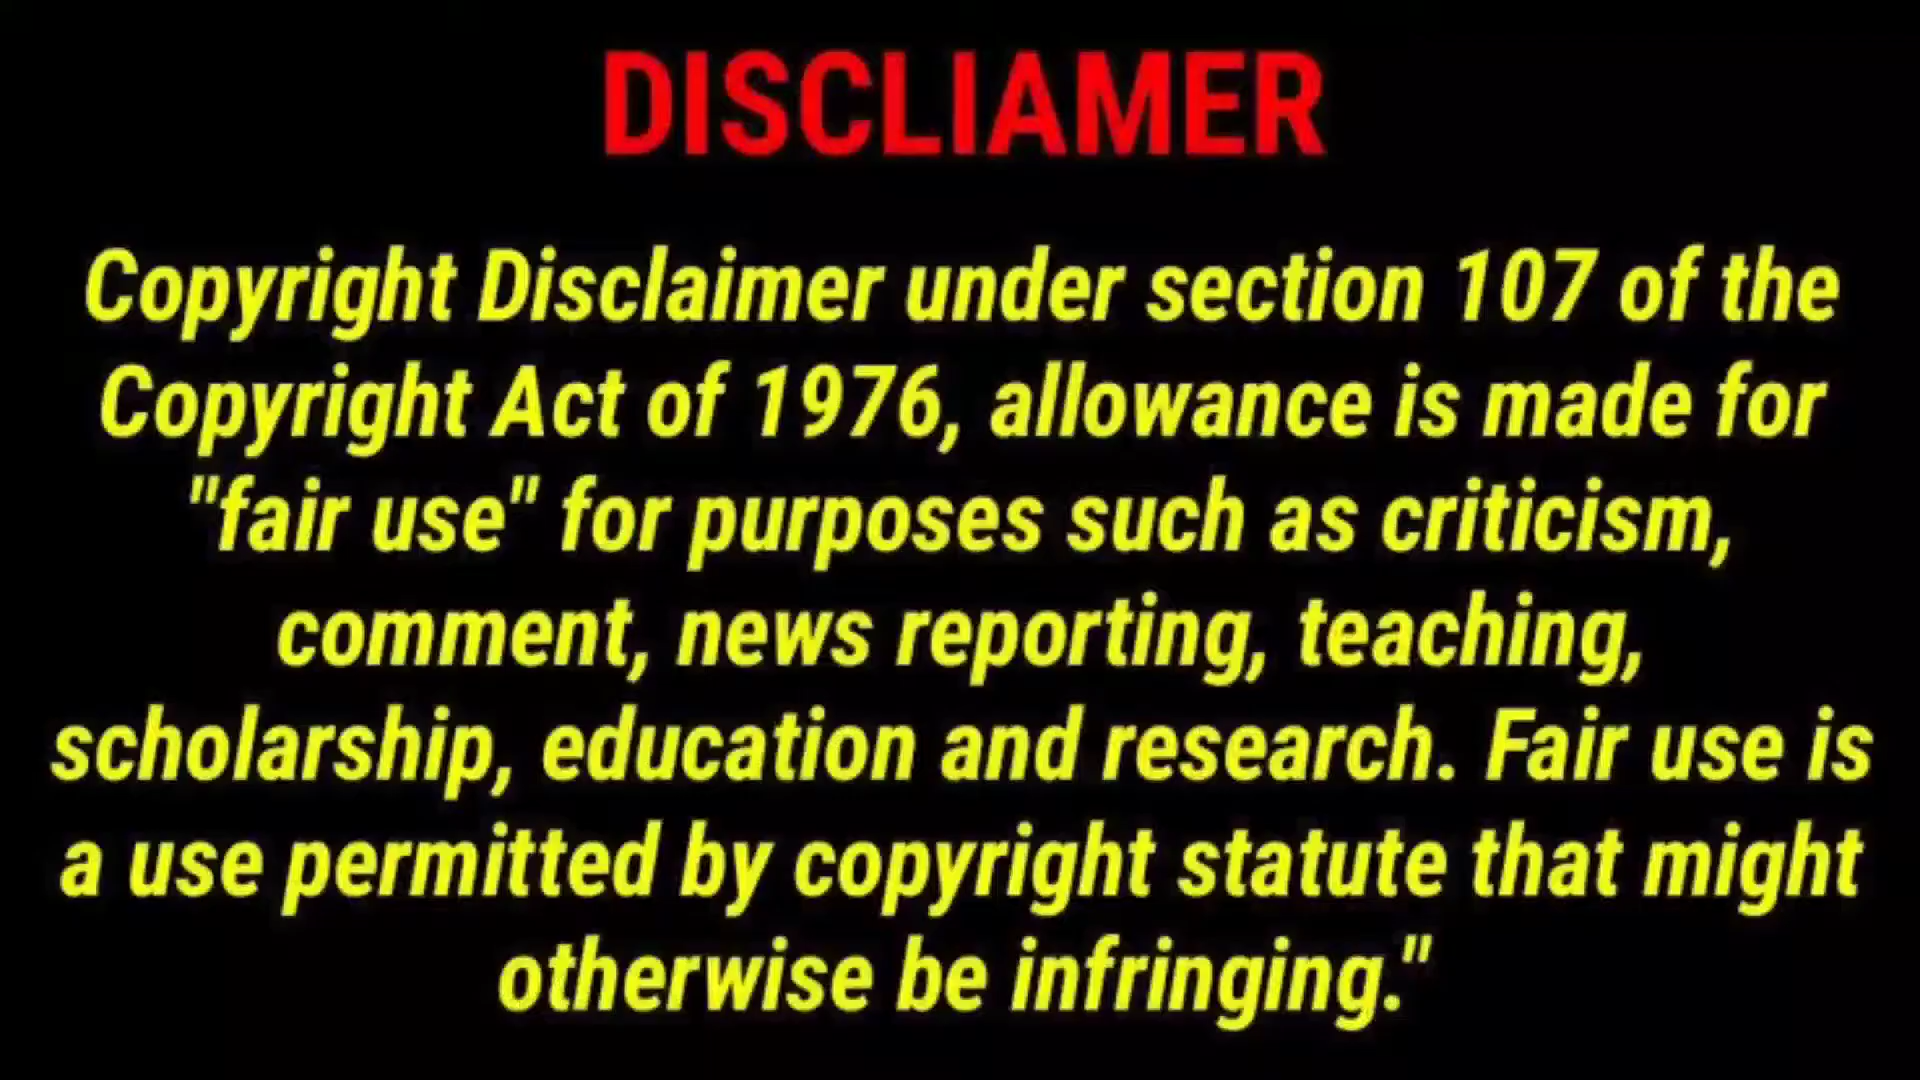 DISCLIAMER
Copyright Disclaimer under section 107 of the
Copyright Act of 1976, allowance is made for
"fair use" for purposes such as criticism,
comment, news reporting, teaching,
scholarship, education and research. Fair use is
a use permitted by copyright statute that might
otherwise be infringing."